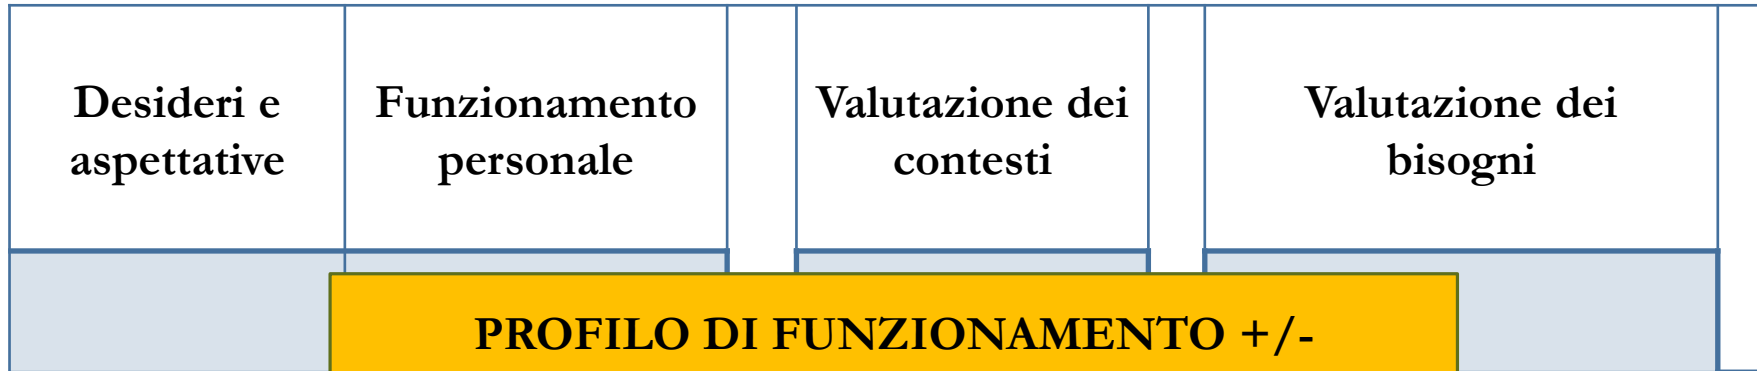 Desideri e
aspettative
Funzionamento
personale
Valutazione dei
contesti
Valutazione dei
bisogni
PROFILO DI FUNZIONAMENTO +/-